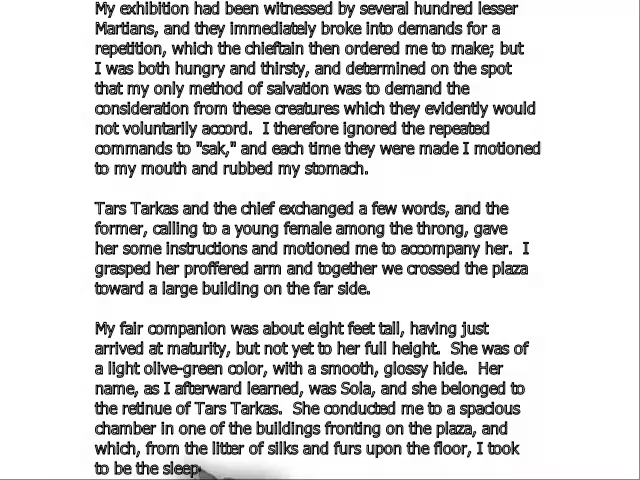 My exhibition had been witnessed by several hundred lesser
Martians, and they immediately broke into demands for a
repetition, which the chieftain then ordered me to make; but
I was both hungry and thirsty, and determined on the spot
that my only method of salvation was to demand the
consideration from these creatures which they evidently would
not voluntarily accord.  I therefore ignored the repeated
commands to "sak," and each time they were made I motioned
to my mouth and rubbed my stomach.

Tars Tarkas and the chief exchanged a few words, and the
former, calling to a young female among the throng, gave
her some instructions and motioned me to accompany her.  I
grasped her proffered arm and together we crossed the plaza
toward a large building on the far side.

My fair companion was about eight feet tall, having just
arrived at maturity, but not yet to her full height.  She was of
a light olive-green color, with a smooth, glossy hide.  Her
name, as I afterward learned, was Sola, and she belonged to
the retinue of Tars Tarkas.  She conducted me to a spacious
chamber in one of the buildings fronting on the plaza, and
which, from the litter of silks and furs upon the floor, I took
to be the sleep